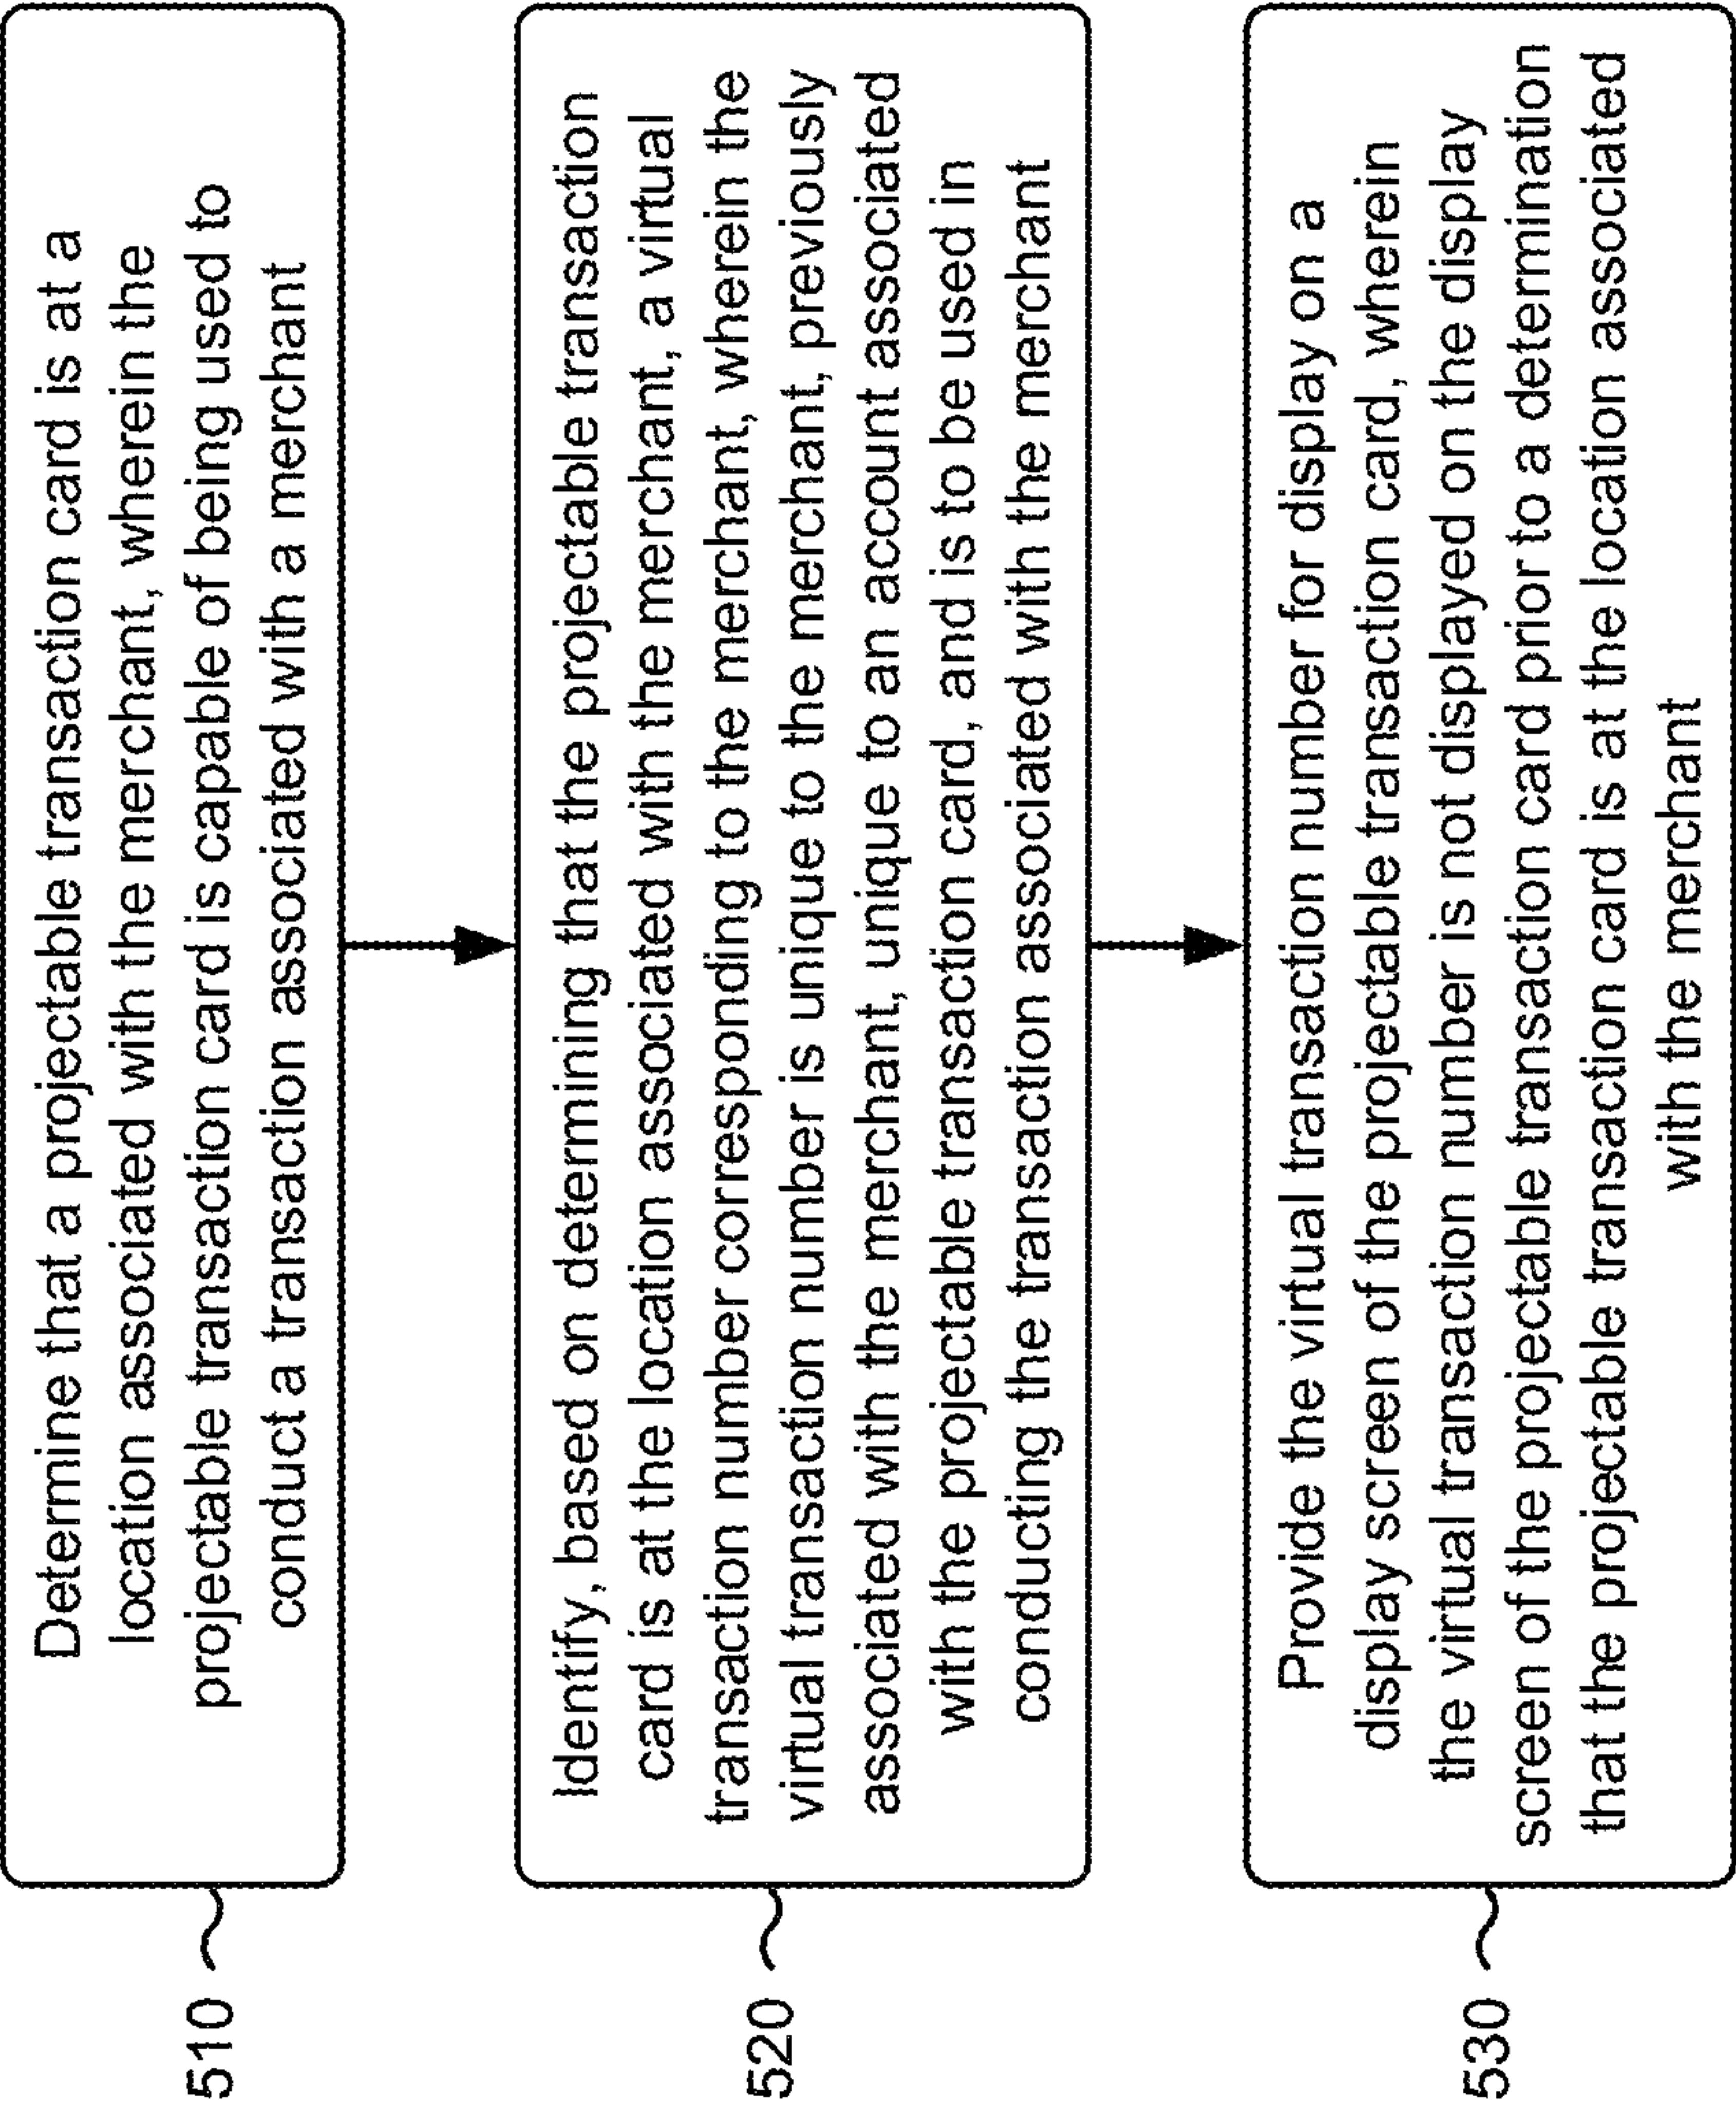 510
Determine that a projectable transaction card is at a
location associated with the merchant, wherein the
projectable transaction card is capable of being used to
conduct a transaction associated with a merchant
520
Identify, based on determining that the projectable transaction
card is at the location associated with the merchant, a virtual
transaction number corresponding to the merchant, wherein the
virtual transaction number is unique to the merchant, previously
associated with the merchant, unique to an account associated
with the projectable transaction card, and is to be used in
conducting the transaction associated with the merchant
530
Provide the virtual transaction number for display on a
display screen of the projectable transaction card, wherein
the virtual transaction number is not displayed on the display
screen of the projectable transaction card prior to a determination
that the projectable transaction card is at the location associated
with the merchant